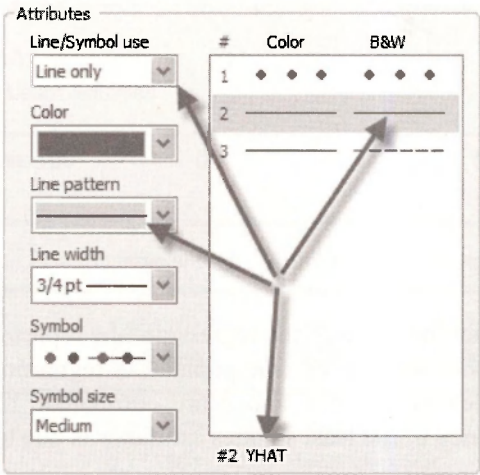 Attributes
Line/Symbol use
Line only
Color
Line pattern
Line width
3/4 pt
Symbol
Symbol size
Medium
# Color B&W
1
2
3
#2 YHAT